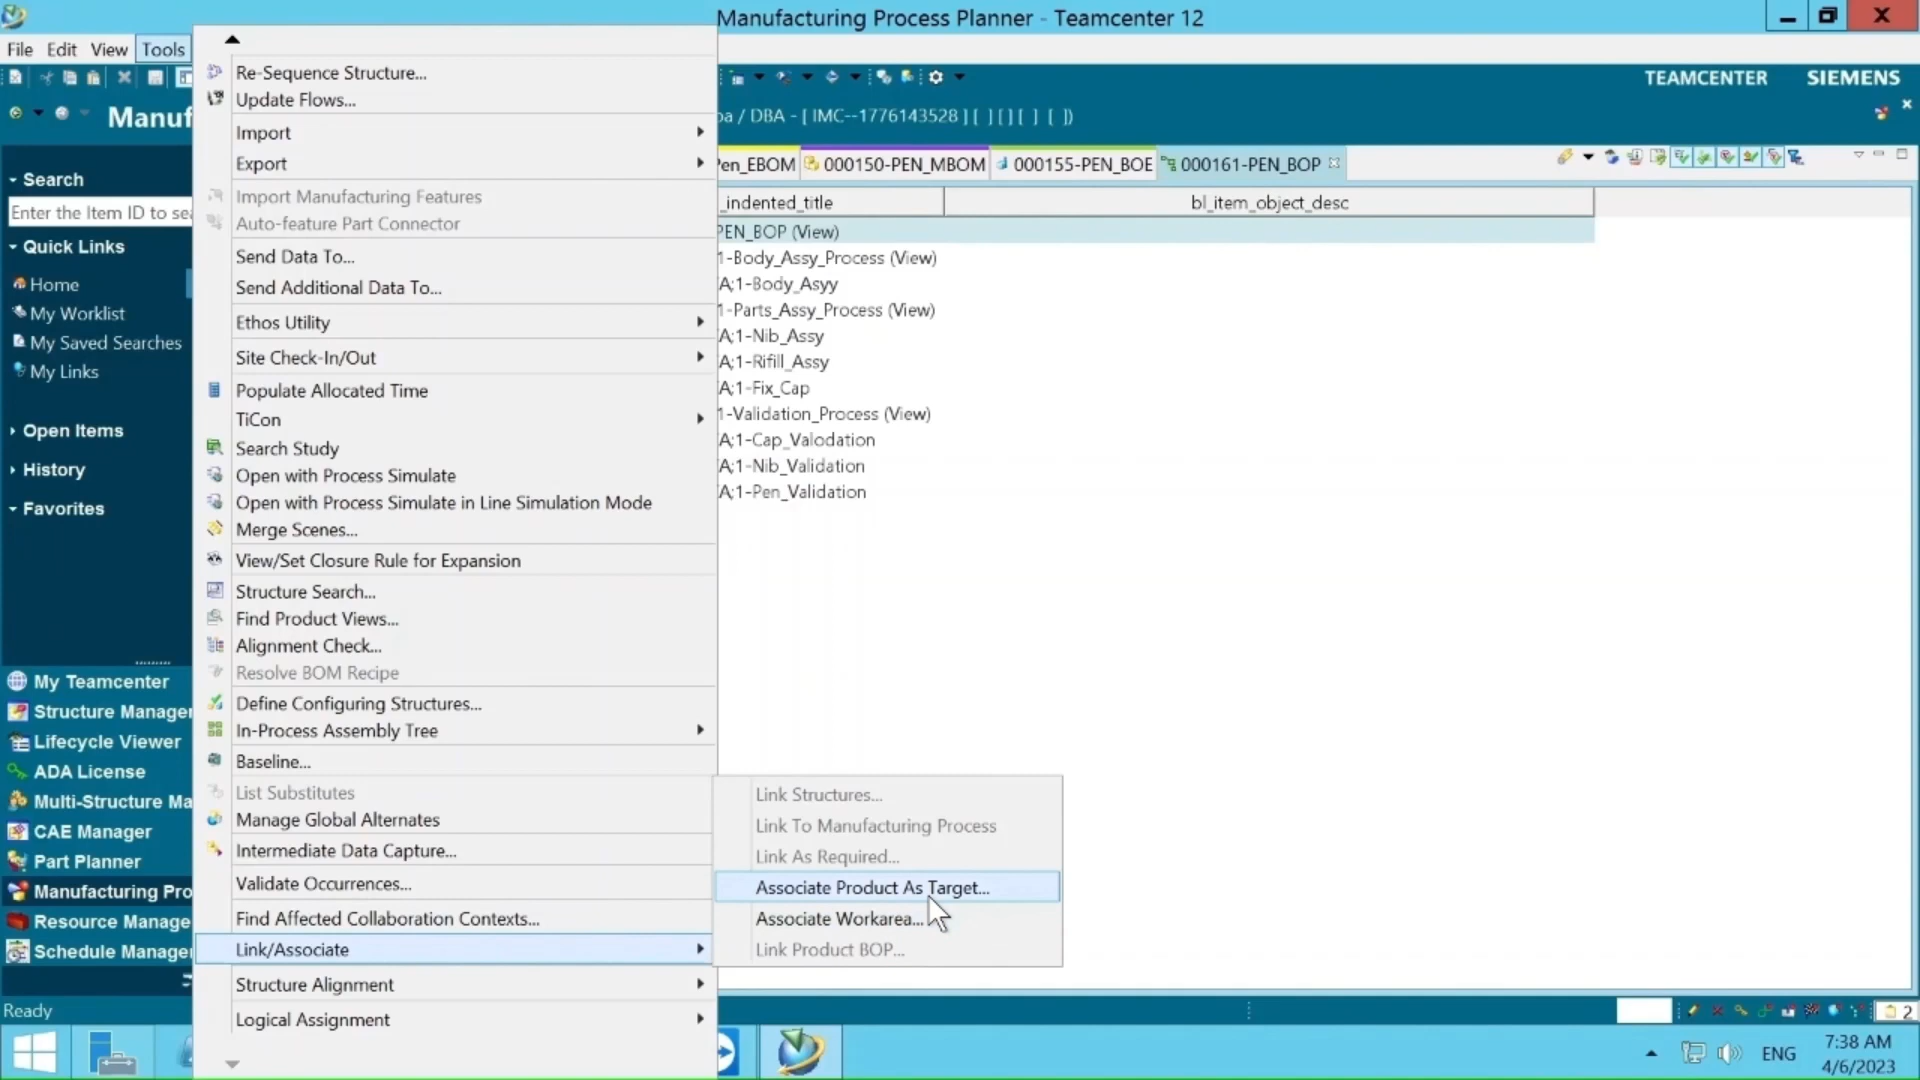 Manufacturing Process Planner - Teamcenter 12
File Edit View Tools
TEAMCENTER SIEMENS
Manuf
ba / DBA - [ IMC--1776143528 ] [ ] [ ] [ ] [ ])
Search
Enter the Item ID to sea
Quick Links
Home
My Worklist
My Saved Searches
My Links
Open Items
History
Favorites
My Teamcenter
Structure Manager
Lifecycle Viewer
ADA License
Multi-Structure Ma
CAE Manager
Part Planner
Manufacturing Pro
Resource Manage
Schedule Manager
Ready
Re-Sequence Structure...
Update Flows...
Import
Export
Import Manufacturing Features
Auto-feature Part Connector
Send Data To...
Send Additional Data To...
Ethos Utility
Site Check-In/Out
Populate Allocated Time
TiCon
Search Study
Open with Process Simulate
Open with Process Simulate in Line Simulation Mode
Merge Scenes...
View/Set Closure Rule for Expansion
Structure Search...
Find Product Views...
Alignment Check...
Resolve BOM Recipe
Define Configuring Structures...
In-Process Assembly Tree
Baseline...
List Substitutes
Manage Global Alternates
Intermediate Data Capture...
Validate Occurrences...
Find Affected Collaboration Contexts...
Link/Associate
Structure Alignment
Logical Assignment
Link Structures...
Link To Manufacturing Process
Link As Required...
Associate Product As Target...
Associate Workarea...
Link Product BOP...
Pen_EBOM 000150-PEN_MBOM 000155-PEN_BOE 000161-PEN_BOP
_indented_title bl_item_object_desc
PEN_BOP (View)
1-Body_Assy_Process (View)
A;1-Body_Asyy
1-Parts_Assy_Process (View)
A;1-Nib_Assy
A;1-Rifill_Assy
A;1-Fix_Cap
1-Validation_Process (View)
A;1-Cap_Valodation
A;1-Nib_Validation
A;1-Pen_Validation
2
ENG
7:38 AM
4/6/2023